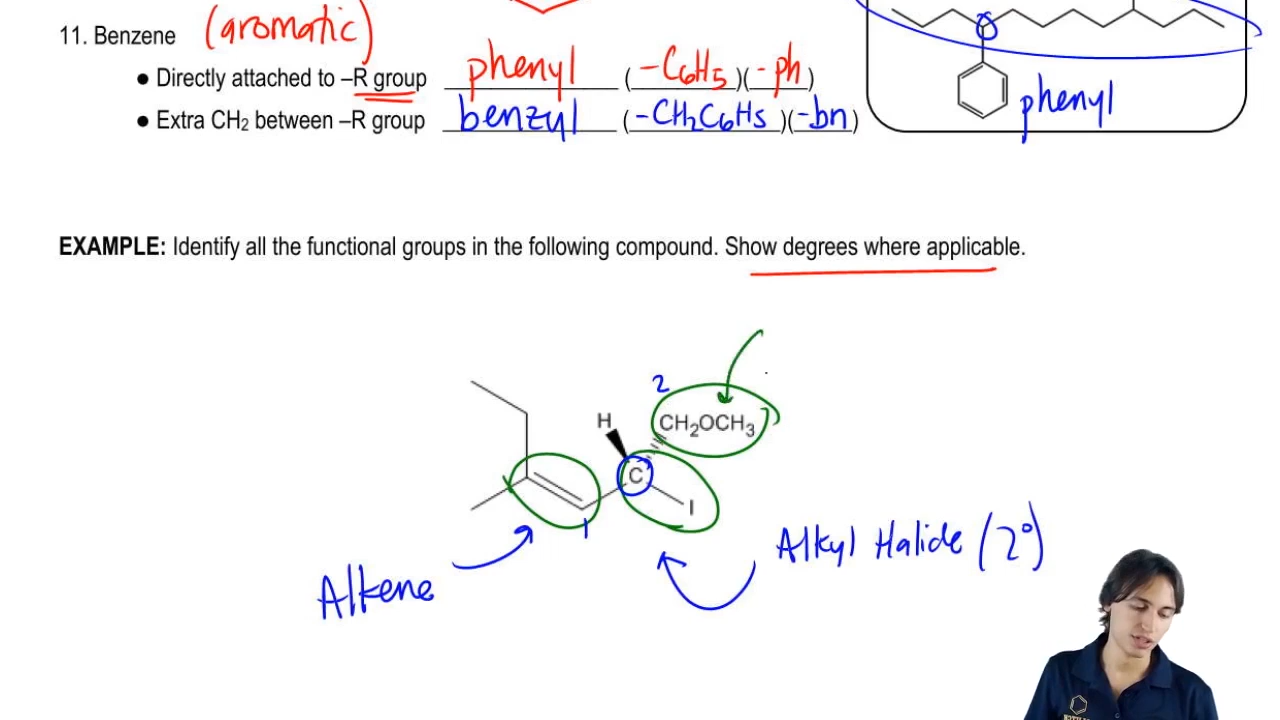 11. Benzene (aromatic)
● Directly attached to –R group phenyl (-C6H5)(-ph)
● Extra CH2 between –R group benzyl (-CH2C6H5)(-bn)
phenyl
EXAMPLE: Identify all the functional groups in the following compound. Show degrees where applicable.
2
H CH2OCH3
C
I
1
Alkyl Halide (2°)
Alkene